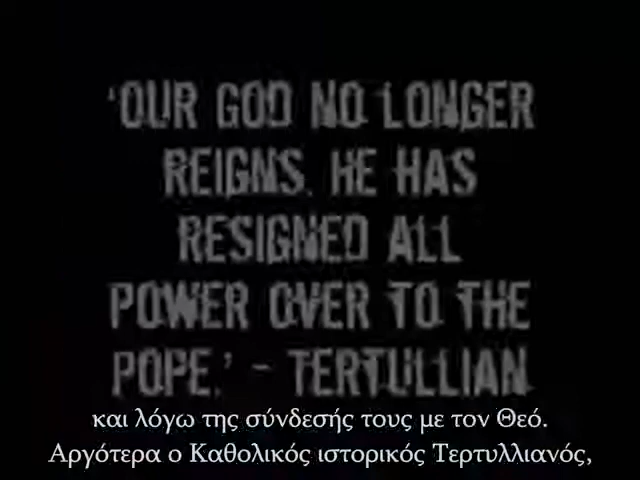 'OUR GOD NO LONGER
REIGNS. HE HAS
RESIGNED ALL
POWER OVER TO THE
POPE.' - TERTULLIAN
και λόγω της σύνδεσής τους με τον Θεό.
Αργότερα ο Καθολικός ιστορικός Τερτυλλιανός,